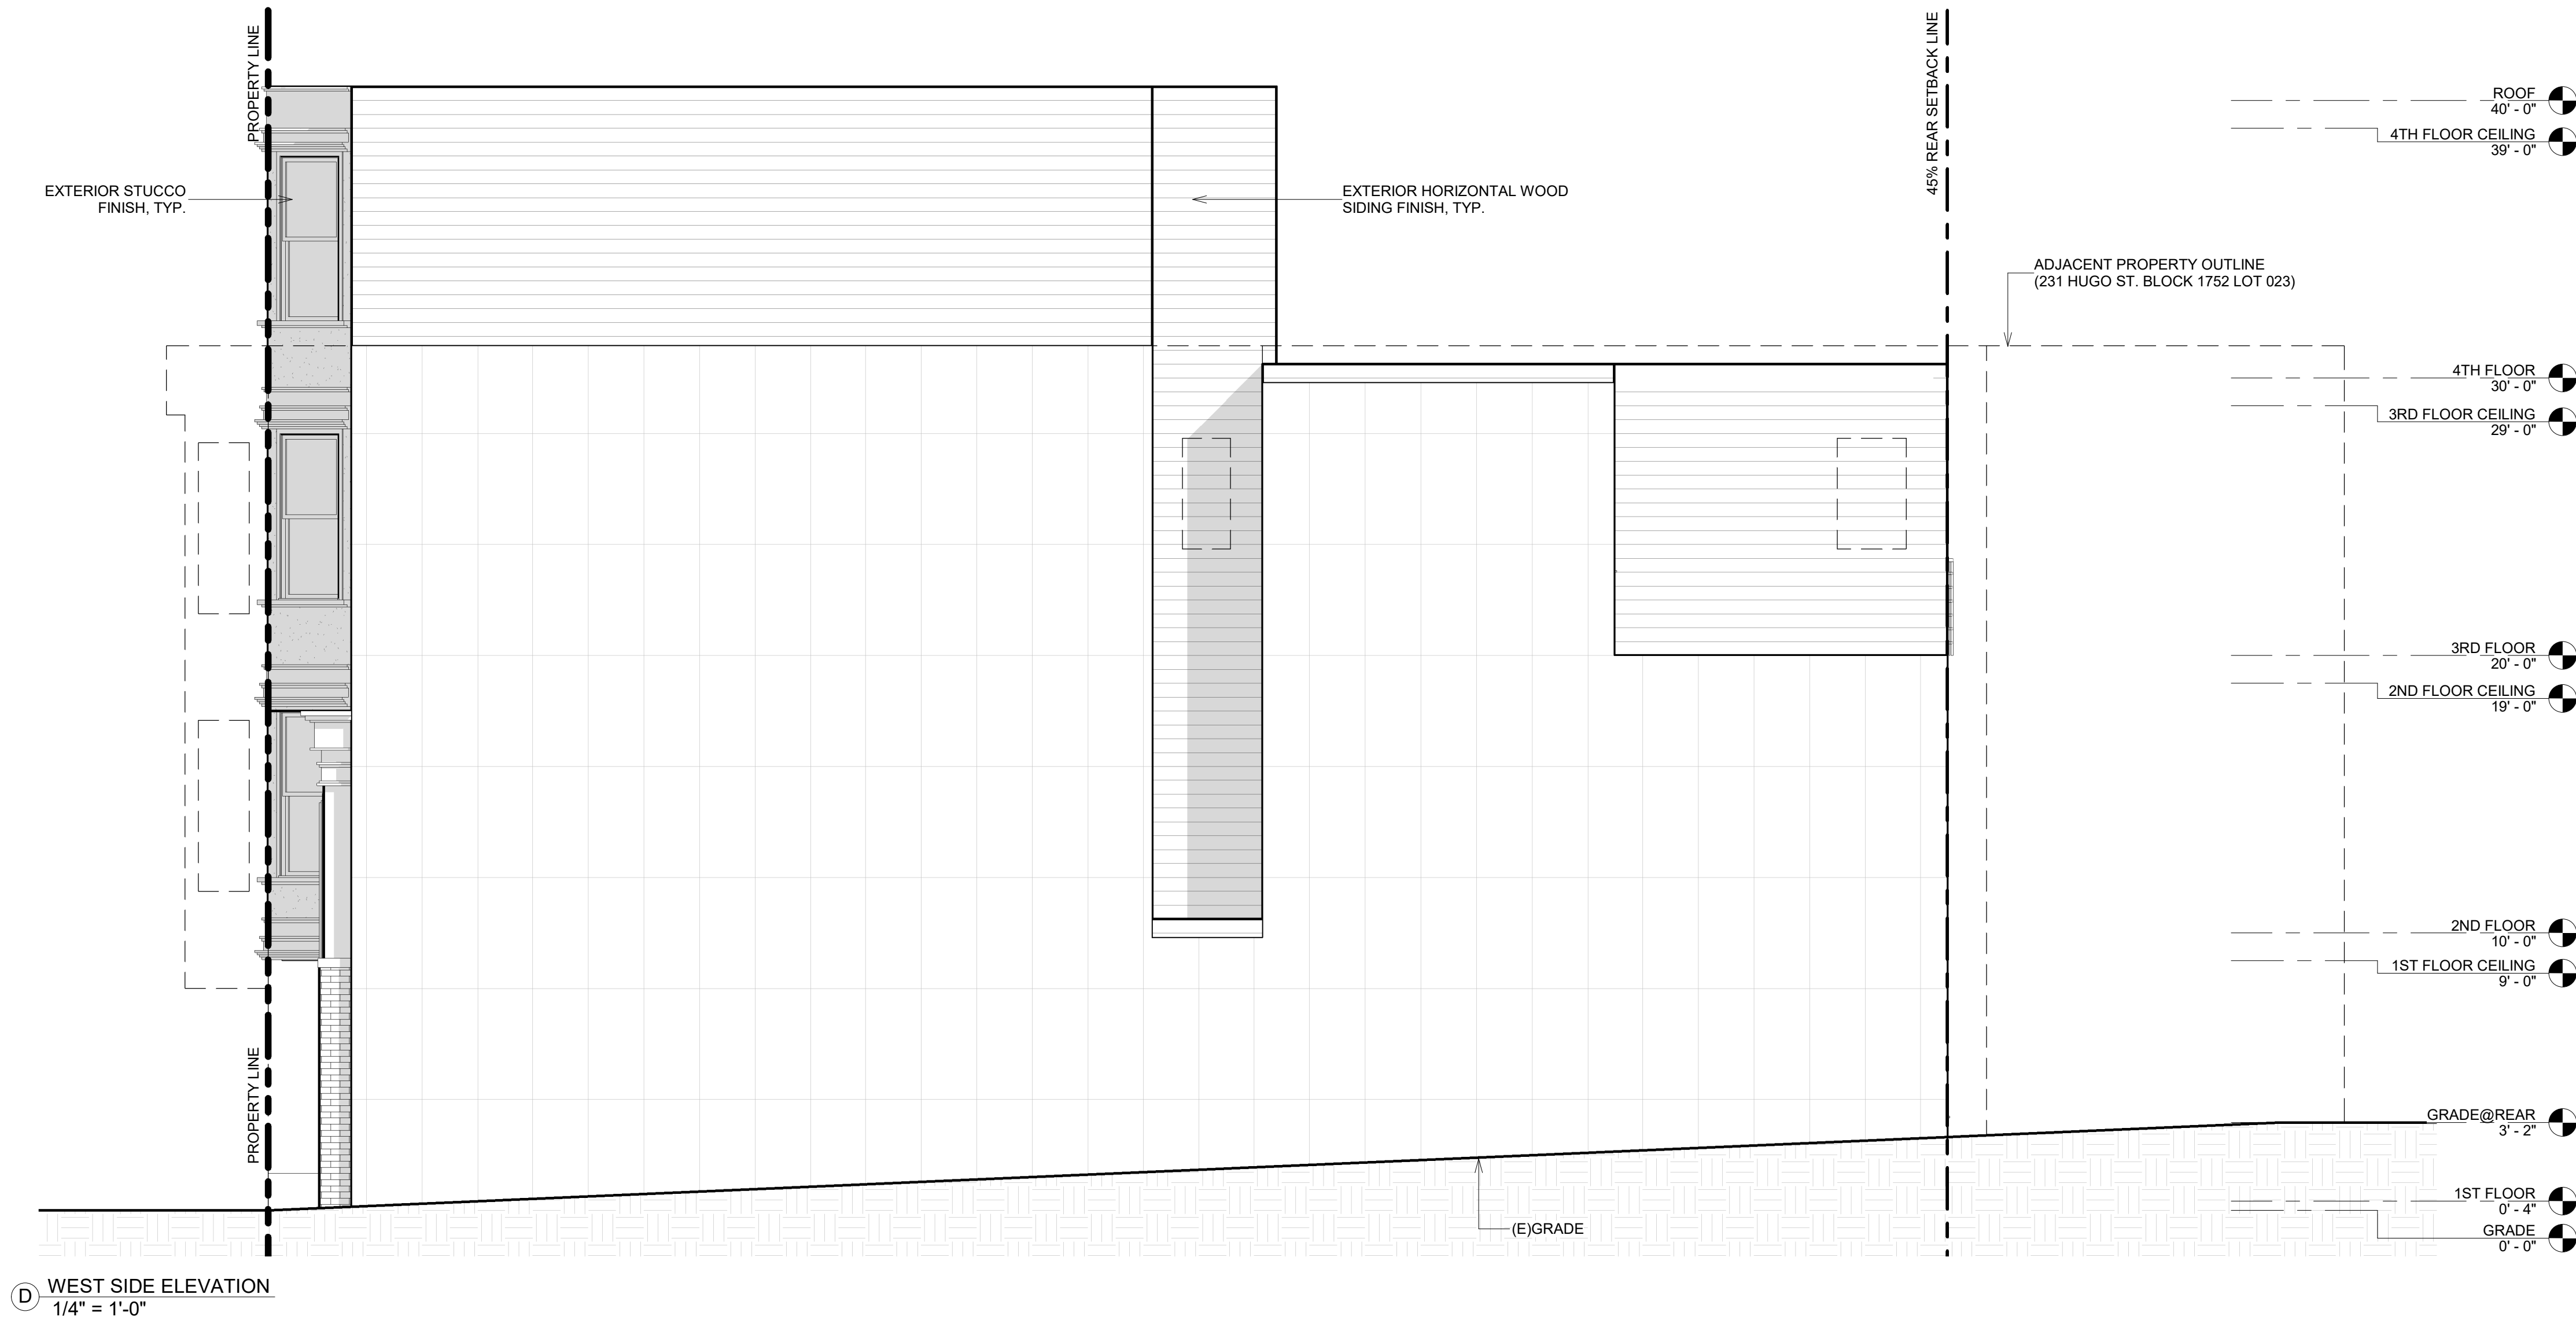 PROPERTY LINE
45% REAR SETBACK LINE
ROOF
40' - 0"
4TH FLOOR CEILING
39' - 0"
EXTERIOR STUCCO
FINISH, TYP.
EXTERIOR HORIZONTAL WOOD
SIDING FINISH, TYP.
ADJACENT PROPERTY OUTLINE
(231 HUGO ST. BLOCK 1752 LOT 023)
4TH FLOOR
30' - 0"
3RD FLOOR CEILING
29' - 0"
3RD FLOOR
20' - 0"
2ND FLOOR CEILING
19' - 0"
2ND FLOOR
10' - 0"
1ST FLOOR CEILING
9' - 0"
PROPERTY LINE
GRADE@REAR
3' - 2"
1ST FLOOR
0' - 4"
(E)GRADE
GRADE
0' - 0"
D
WEST SIDE ELEVATION
1/4" = 1'-0"